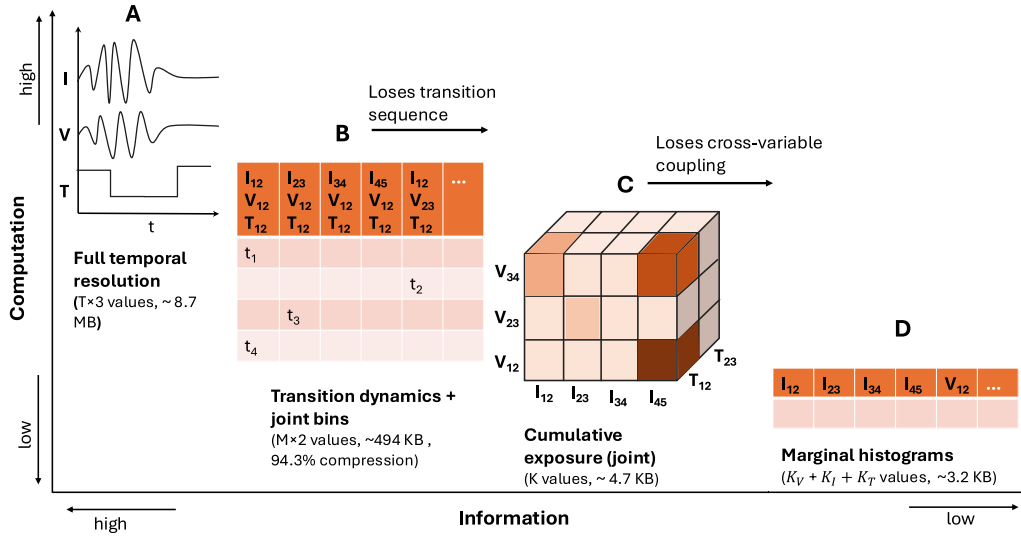 A
high
I
V
T
t
Full temporal
resolution
(T×3 values, ~ 8.7
MB)
Computation
low
B
Loses transition
sequence
I12 I23 I34 I45 I12 ...
V12 V12 V12 V12 V23
T12 T12 T12 T12 T12
t1
t2
t3
t4
Transition dynamics +
joint bins
(M×2 values, ~494 KB ,
94.3% compression)
C
Loses cross-variable
coupling
V34
V23
V12
I12 I23 I34 I45
T12
T23
Cumulative
exposure (joint)
(K values, ~ 4.7 KB)
D
I12 I23 I34 I45 V12 ...
Marginal histograms
(KV + KI + KT values, ~3.2 KB)
high
Information
low